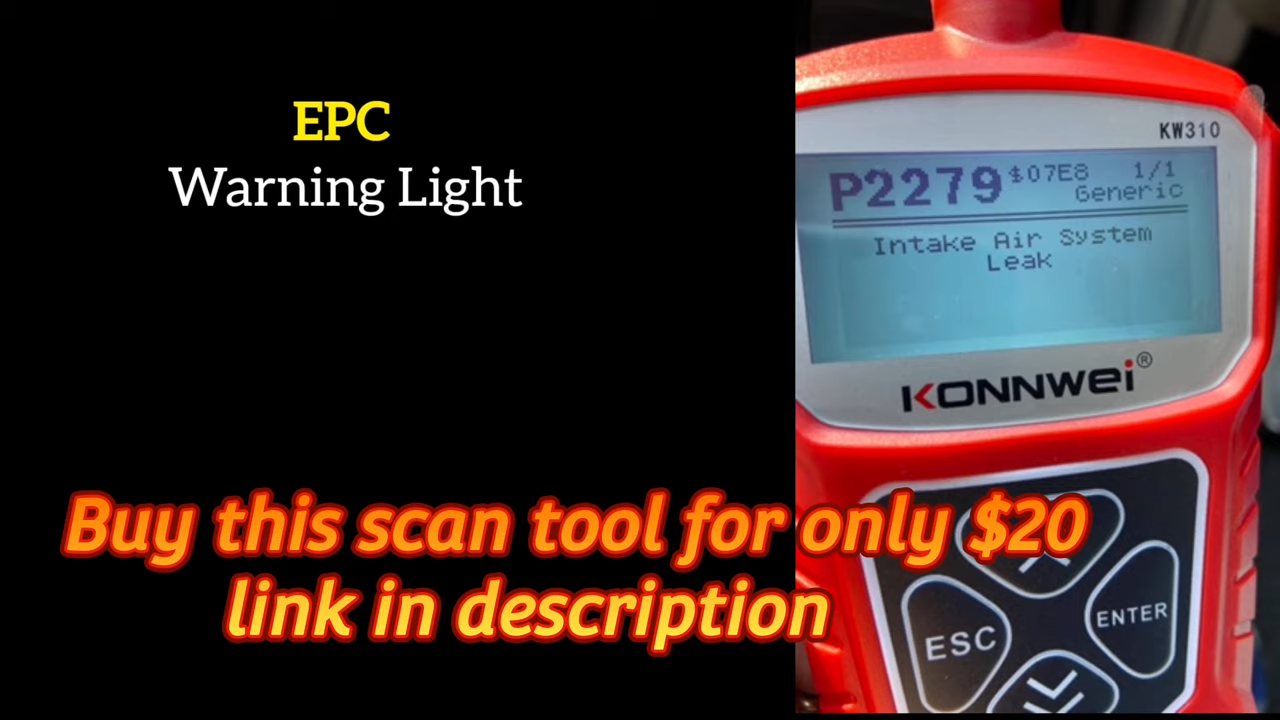 EPC
Warning Light
KW310
P2279 $07E8 1/1
Generic
Intake Air System
Leak
KONNWEI®
Buy this scan tool for only $20
link in description
ESC
ENTER